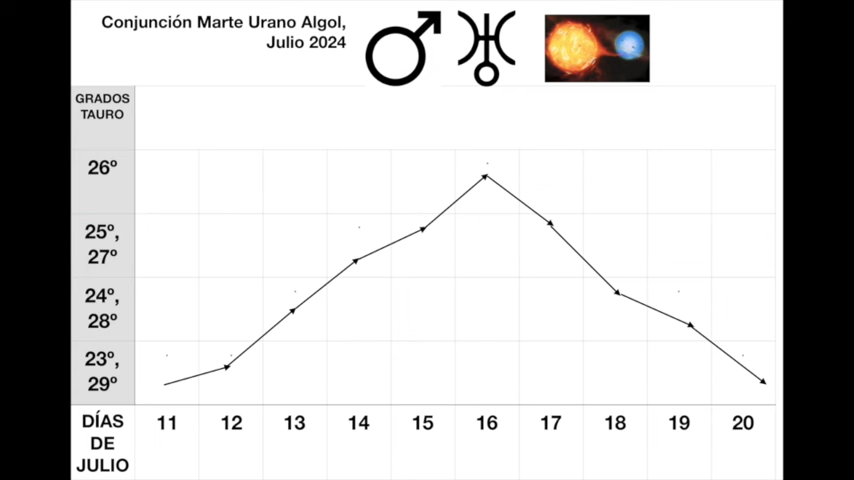 Conjunción Marte Urano Algol,
Julio 2024
GRADOS
TAURO
26º
25º,
27º
24º,
28º
23º,
29º
DÍAS
DE
JULIO
11 12 13 14 15 16 17 18 19 20